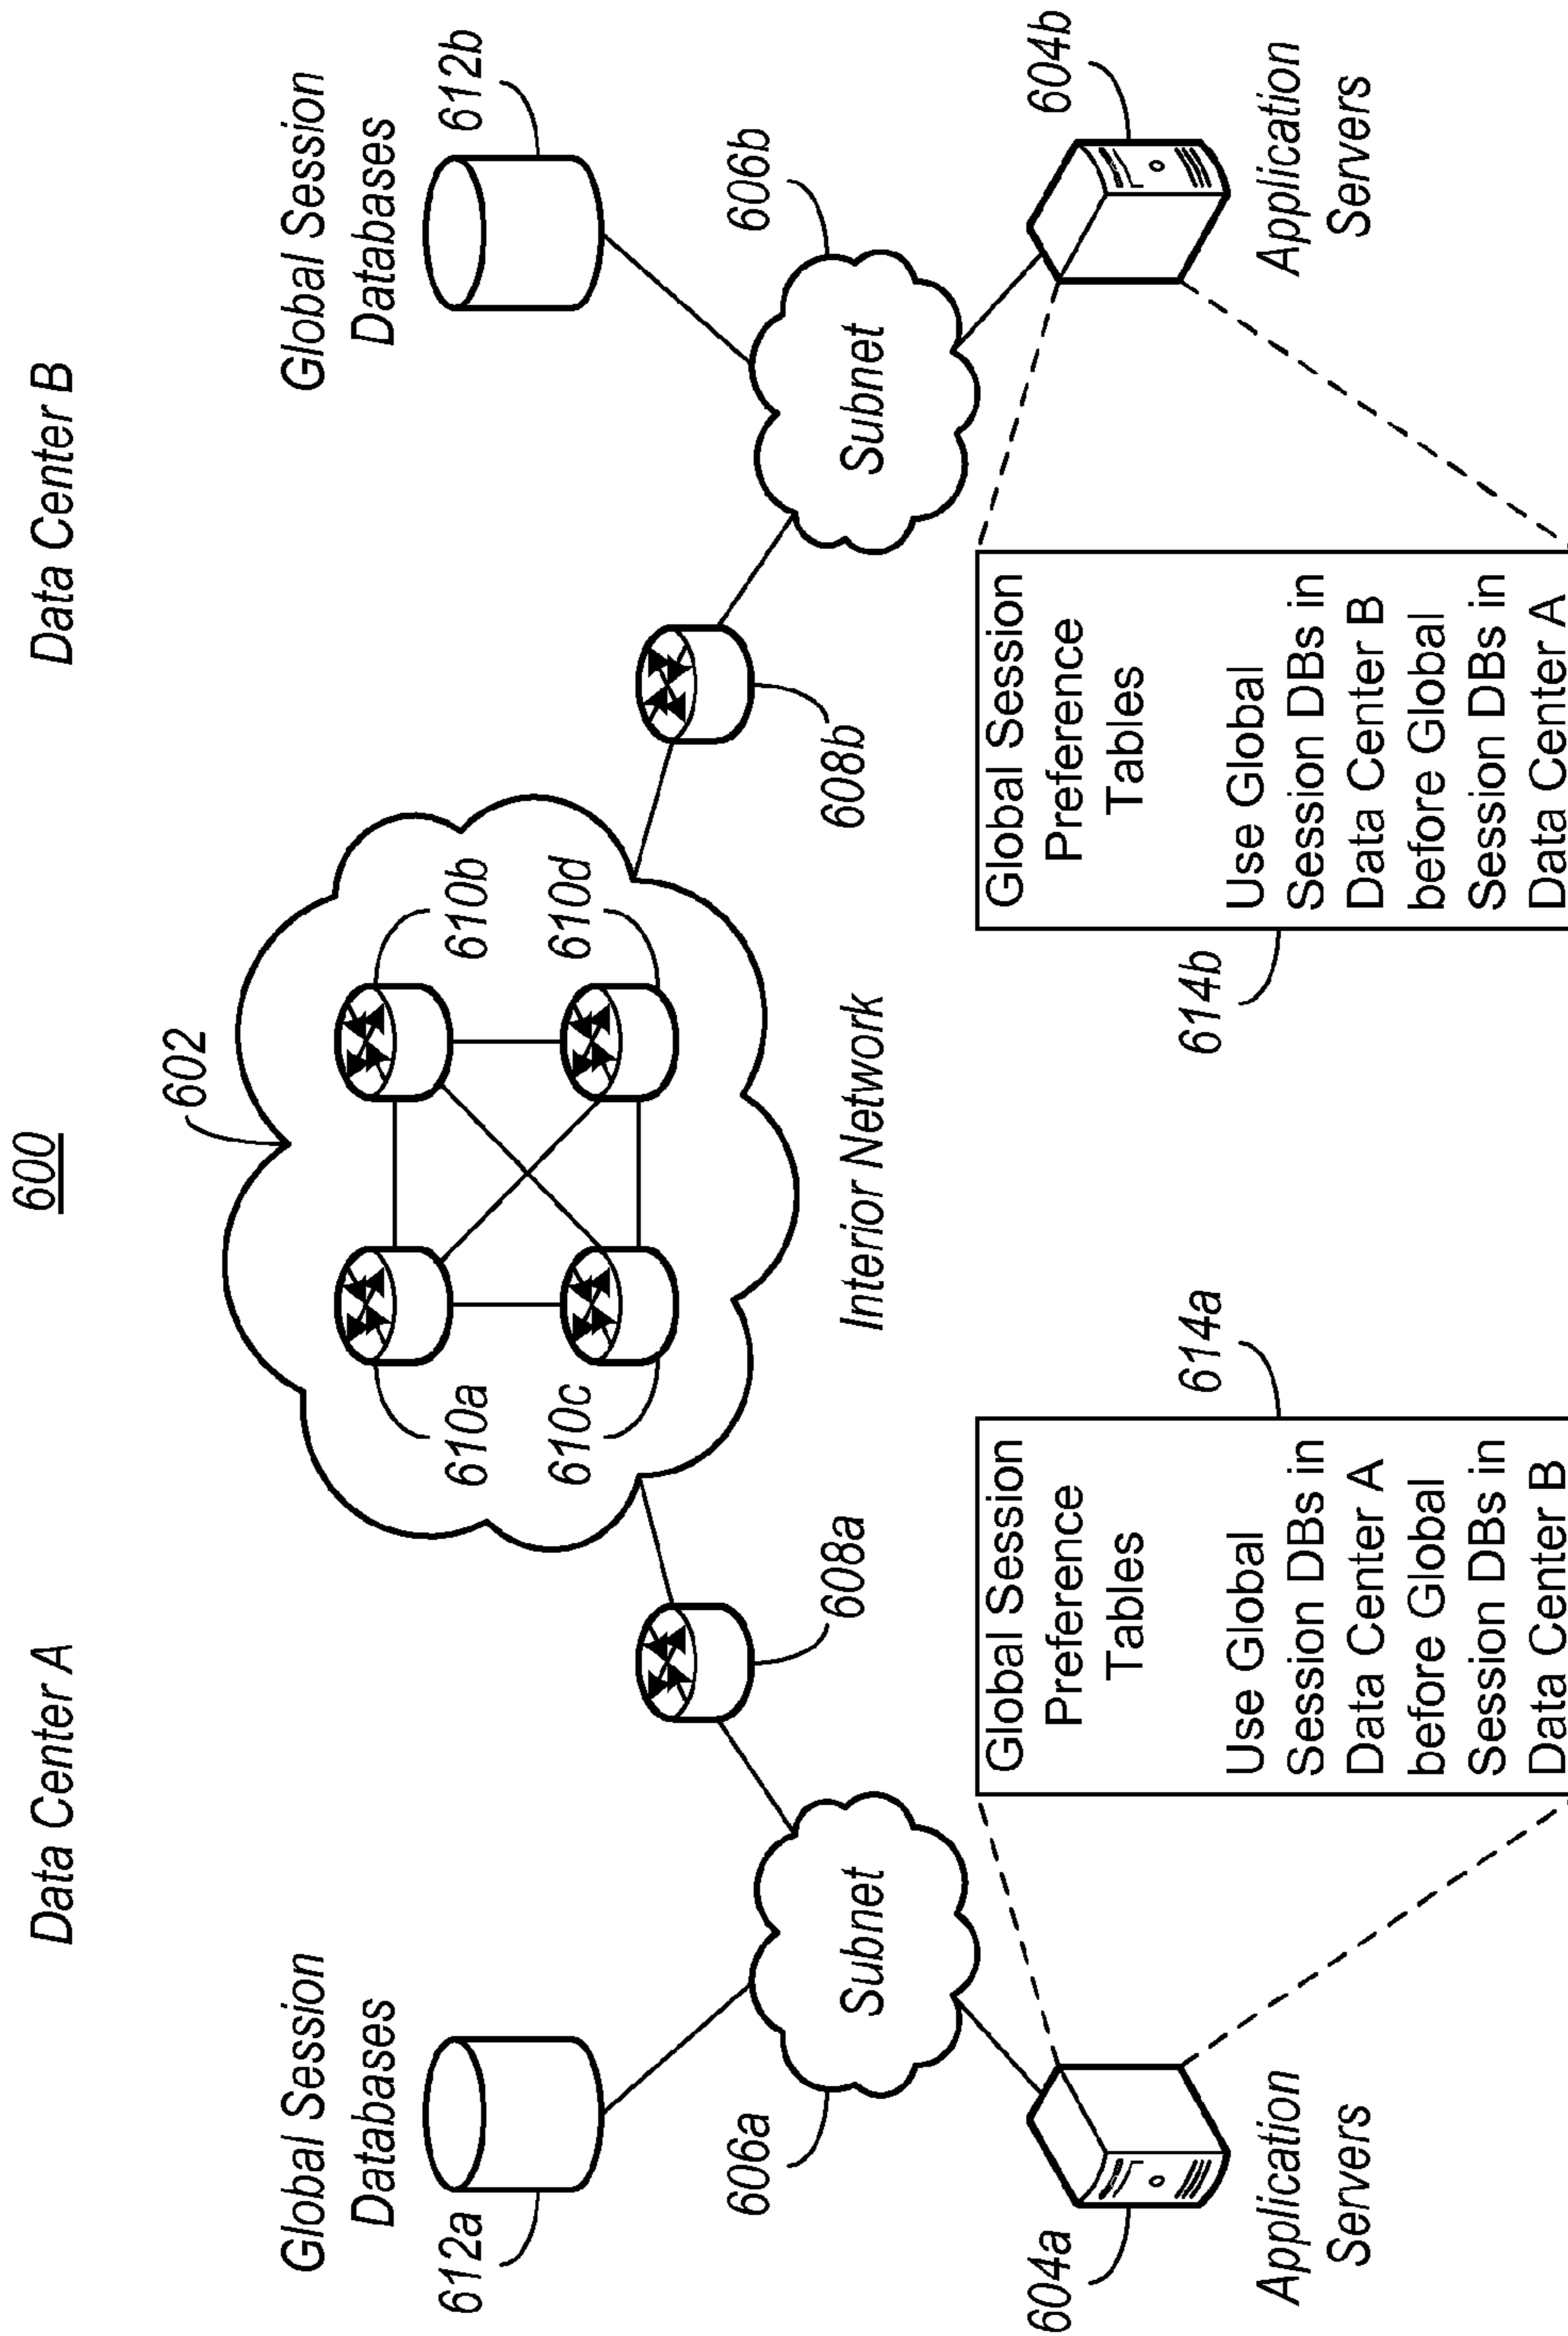 600
Data Center A
Data Center B
602
Global Session
Databases
612a
Global Session
Databases
612b
610a
610b
610c
610d
606a
Subnet
608a
Interior Network
608b
Subnet
606b
604a
Application
Servers
614a
Global Session
Preference
Tables
Use Global
Session DBs in
Data Center A
before Global
Session DBs in
Data Center B
614b
Global Session
Preference
Tables
Use Global
Session DBs in
Data Center B
before Global
Session DBs in
Data Center A
604b
Application
Servers